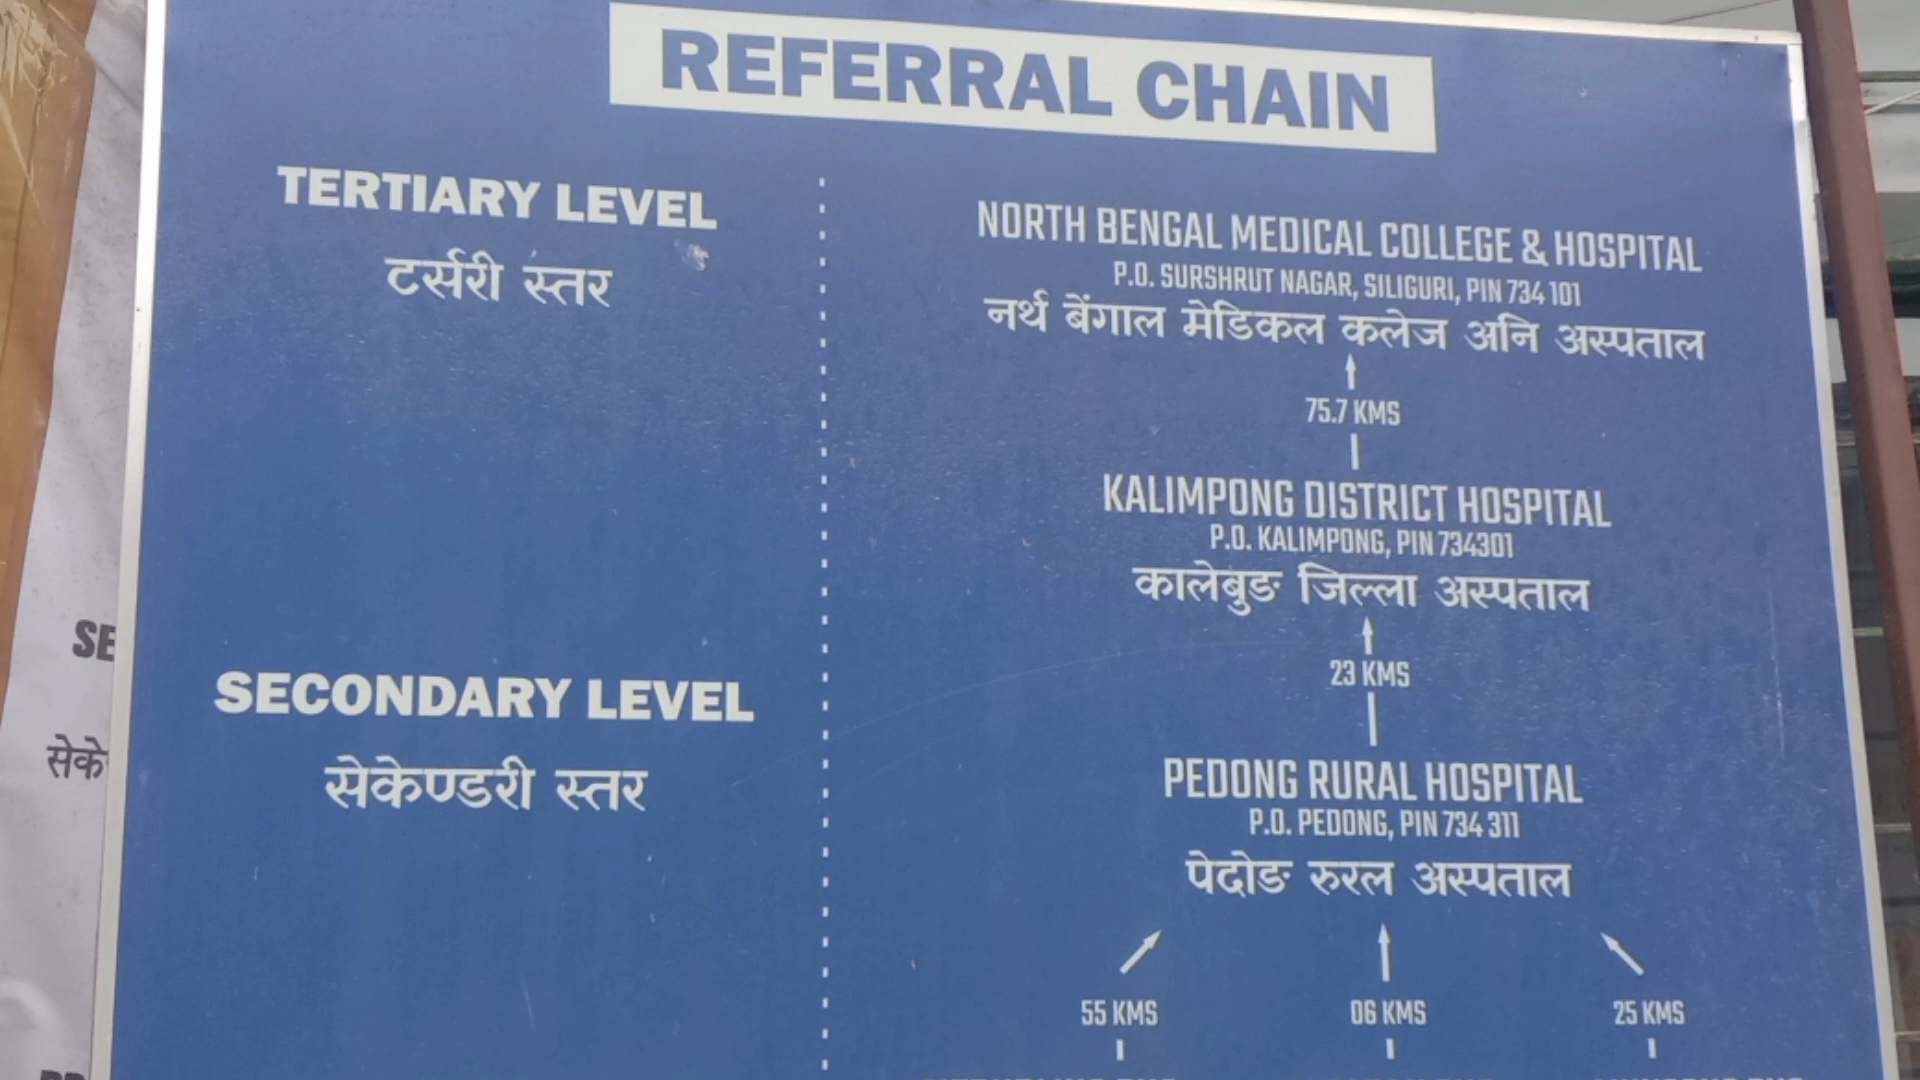 REFERRAL CHAIN
TERTIARY LEVEL
टर्सरी स्तर
NORTH BENGAL MEDICAL COLLEGE & HOSPITAL
P.O. SURSHRUT NAGAR, SILIGURI, PIN 734 101
नर्थ बेंगाल मेडिकल कलेज अनि अस्पताल
75.7 KMS
KALIMPONG DISTRICT HOSPITAL
P.O. KALIMPONG, PIN 734301
कालेबुङ जिल्ला अस्पताल
23 KMS
SECONDARY LEVEL
सेकेण्डरी स्तर
PEDONG RURAL HOSPITAL
P.O. PEDONG, PIN 734 311
पेदोङ रुरल अस्पताल
55 KMS 06 KMS 25 KMS
SE
सेके